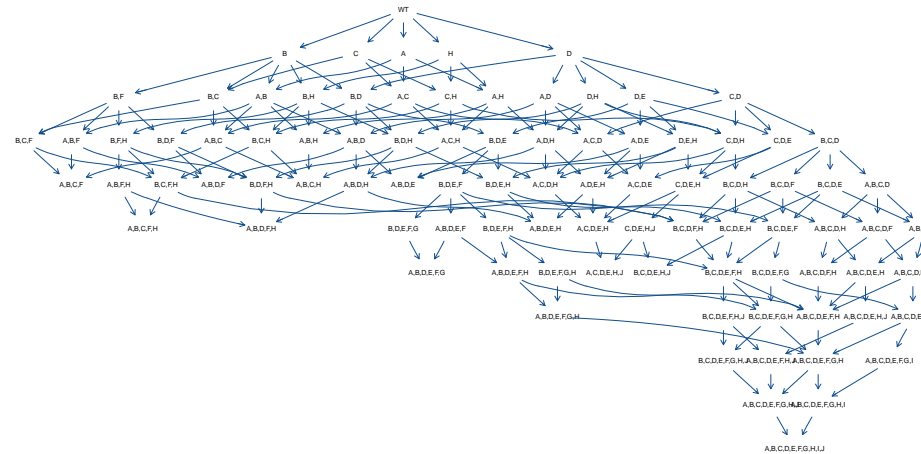 WT
B C A H D
B,F B,C A,B B,H B,D A,C C,H A,H A,D D,H D,E C,D
B,C,F A,B,F B,F,H B,D,F A,B,C B,C,H A,B,H A,B,D B,D,H A,C,H B,D,E A,D,H A,C,D A,D,E D,E,H C,D,H C,D,E B,C,D
A,B,C,F A,B,F,H B,C,F,H A,B,D,F B,D,F,H A,B,C,H A,B,D,H A,B,D,E B,D,E,F B,D,E,H A,C,D,H A,D,E,H A,C,D,E C,D,E,H B,C,D,H B,C,D,F B,C,D,E A,B,C,D
A,B,C,F,H A,B,D,F,H B,D,E,F,G A,B,D,E,F B,D,E,F,H A,B,D,E,H A,C,D,E,H C,D,E,H,J B,C,D,F,H B,C,D,E,H B,C,D,E,F A,B,C,D,H A,B,C,D,F A,B
A,B,D,E,F,G A,B,D,E,F,H B,D,E,F,G,H A,C,D,E,H,J B,C,D,E,H,J B,C,D,E,F,H B,C,D,E,F,G A,B,C,D,F,H A,B,C,D,E,H A,B,C,D,
A,B,D,E,F,G,H B,C,D,E,F,H,J B,C,D,E,F,G,H A,B,C,D,E,F,H A,B,C,D,E,H,J A,B,C,D,E
B,C,D,E,F,G,H,J A,B,C,D,E,F,H,J A,B,C,D,E,F,G,H A,B,C,D,E,F,G,I
A,B,C,D,E,F,G,H,J A,B,C,D,E,F,G,H,I
A,B,C,D,E,F,G,H,I,J